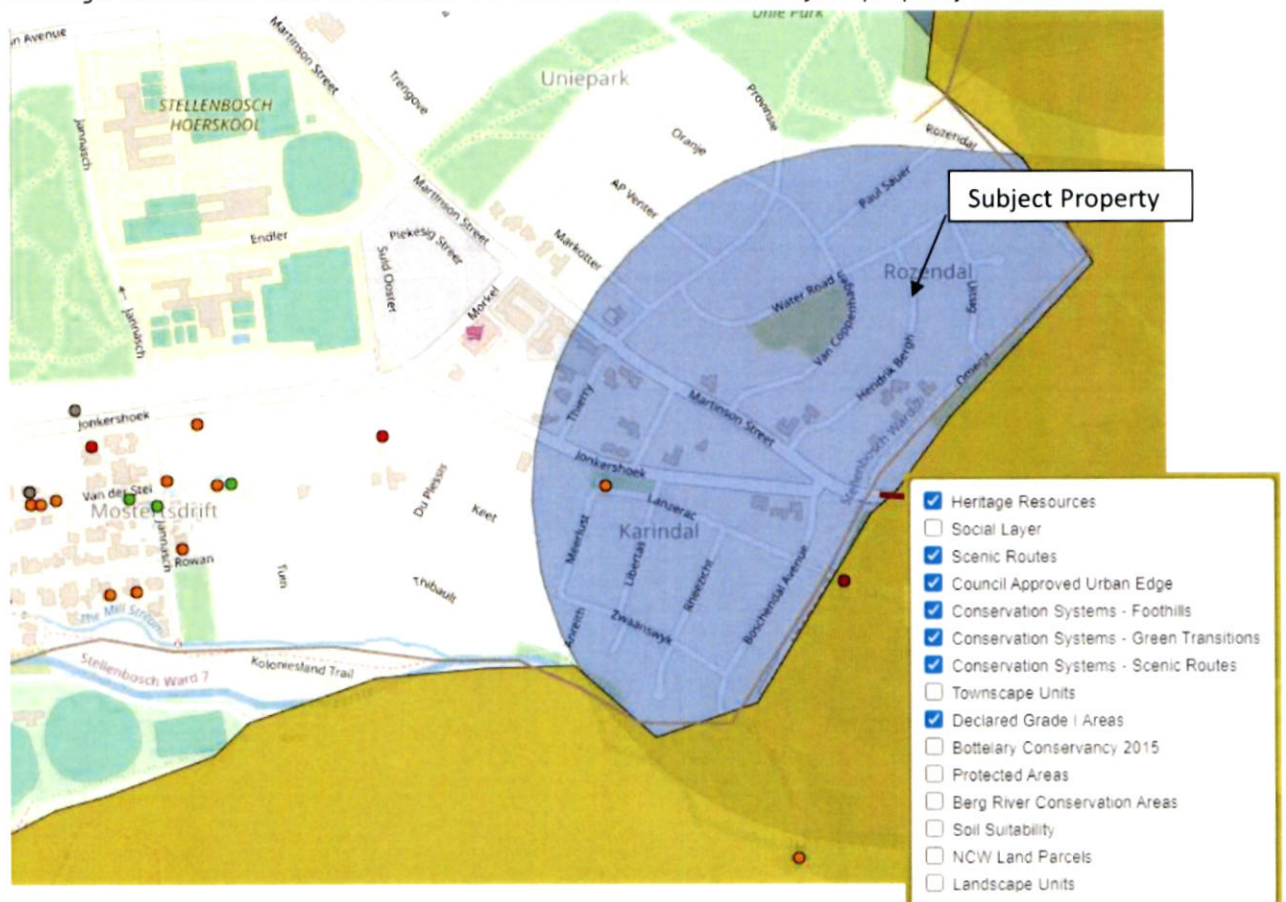 n Avenue
Martinson Street
Trengove
Uniepark
Unie Park
Provinsie
STELLENBOSCH
HOERSKOOL
Jannasch
Oranje
Rozendal
Paul Sauer
Subject Property
AP Venter
Martinson Street
Endler
Piekesig Street
Suid Ooster
Markotter
Rozendal
Water Road
Van Coppenhagen
Uitsig
Morkel
Jannasch
Hendrik Bergh
Omega
Thierry
Martinson Street
Stellenbosch Ward
Jonkershoek
Jonkershoek
Van der Stel
Mostertsdrift
Du Plessis
Keet
Lanzerac
Karindal
Meerlust
Libertas
Rheezicht
Boschendal Avenue
Jannasch
Rowan
Tum
Thibault
Anreith
Zwaanswyk
The Mill Stream
Stellenbosch Ward 7
Koloniesland Trail
Heritage Resources
Social Layer
Scenic Routes
Council Approved Urban Edge
Conservation Systems - Foothills
Conservation Systems - Green Transitions
Conservation Systems - Scenic Routes
Townscape Units
Declared Grade I Areas
Bottelary Conservancy 2015
Protected Areas
Berg River Conservation Areas
Soil Suitability
NCW Land Parcels
Landscape Units